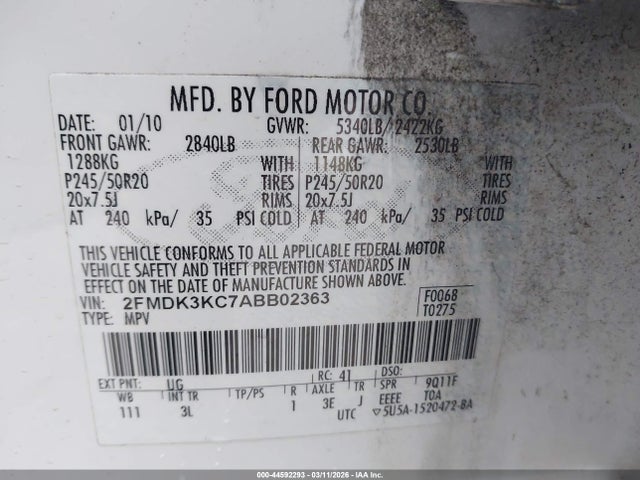 MFD. BY FORD MOTOR CO
DATE: 01/10 GVWR: 5340LB/2422KG
FRONT GAWR: 2840LB REAR GAWR: 2530LB
1288KG WITH 1148KG WITH
P245/50R20 TIRES P245/50R20 TIRES
20x7.5J RIMS 20x7.5J RIMS
AT 240 kPa/ 35 PSI COLD AT 240 kPa/ 35 PSI COLD
THIS VEHICLE CONFORMS TO ALL APPLICABLE FEDERAL MOTOR
VEHICLE SAFETY AND THEFT PREVENTION STANDARDS IN
EFFECT ON THE DATE OF MANUFACTURE SHOWN ABOVE.
VIN: 2FMDK3KC7ABB02363 F0068
TYPE: MPV T0275
EXT PNT: UG RC: 41 DSO:
WB INT TR TP/PS R AXLE TR SPR 9Q11F
111 3L 1 3E J EEEE TOA
UTC ▽5U5A-1520472-BA
000-44592293 - 03/11/2026 - IAAI.CA